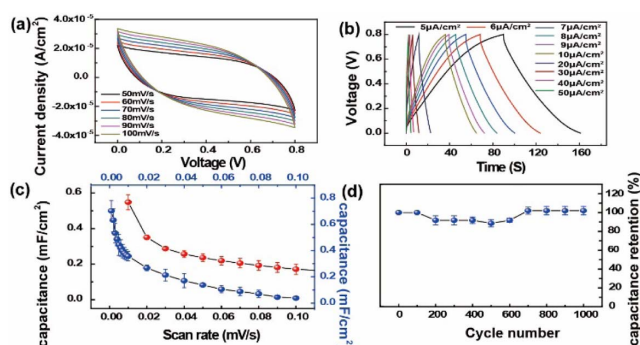 (a)
Current density (A/cm²)
4.0x10⁻⁵
2.0x10⁻⁵
0.0
-2.0x10⁻⁵
-4.0x10⁻⁵
50mV/s
60mV/s
70mV/s
80mV/s
90mV/s
100mV/s
0.0 0.2 0.4 0.6 0.8
Voltage (V)
(b)
Voltage (V)
0.8
0.6
0.4
0.2
0.0
5μA/cm² 6μA/cm² 7μA/cm²
8μA/cm²
9μA/cm²
10μA/cm²
20μA/cm²
30μA/cm²
40μA/cm²
50μA/cm²
-40 0 40 80 120 160
Time (S)
(c)
0.00 0.02 0.04 0.06 0.08 0.10
capacitance (mF/cm²)
0.6
0.4
0.2
0.0
0.8
0.6
0.4
0.2
0.0
capacitance (mF/cm²)
0.00 0.02 0.04 0.06 0.08 0.10
Scan rate (mV/s)
(d)
100
80
60
40
20
0
capacitance retention (%)
0 200 400 600 800 1000
Cycle number